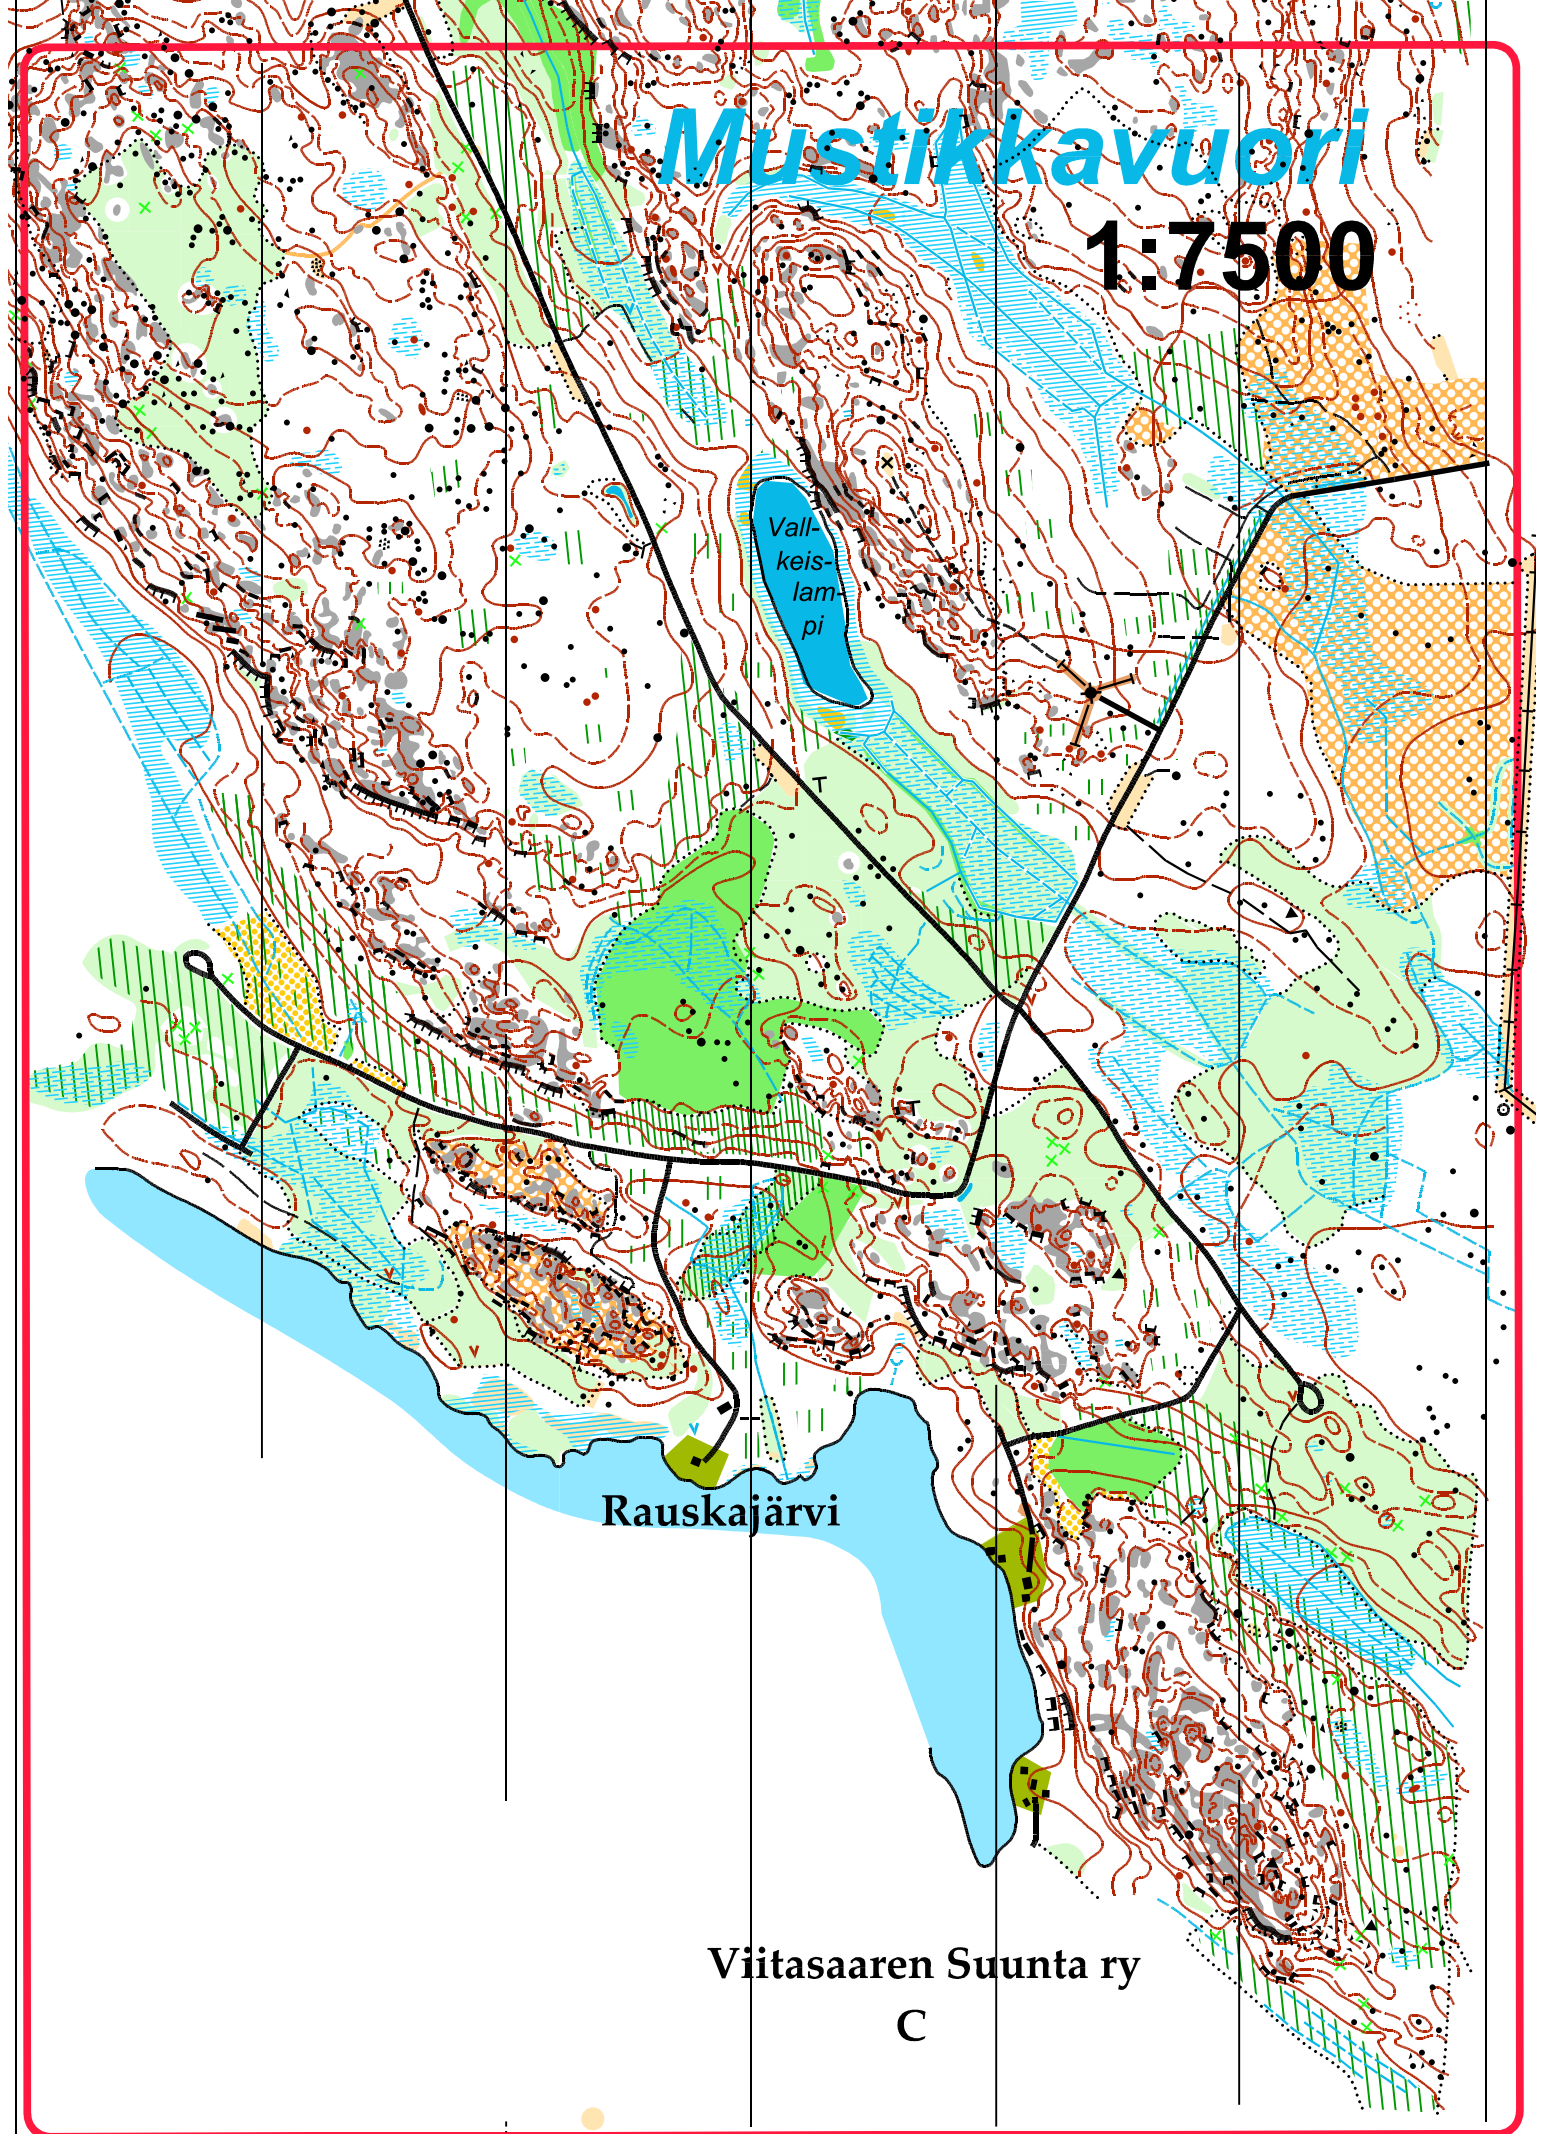 Mustikkavuori
1:7500
Vall-
keis-
lam-
pi
Rauskajärvi
Viitasaaren Suunta ry
C